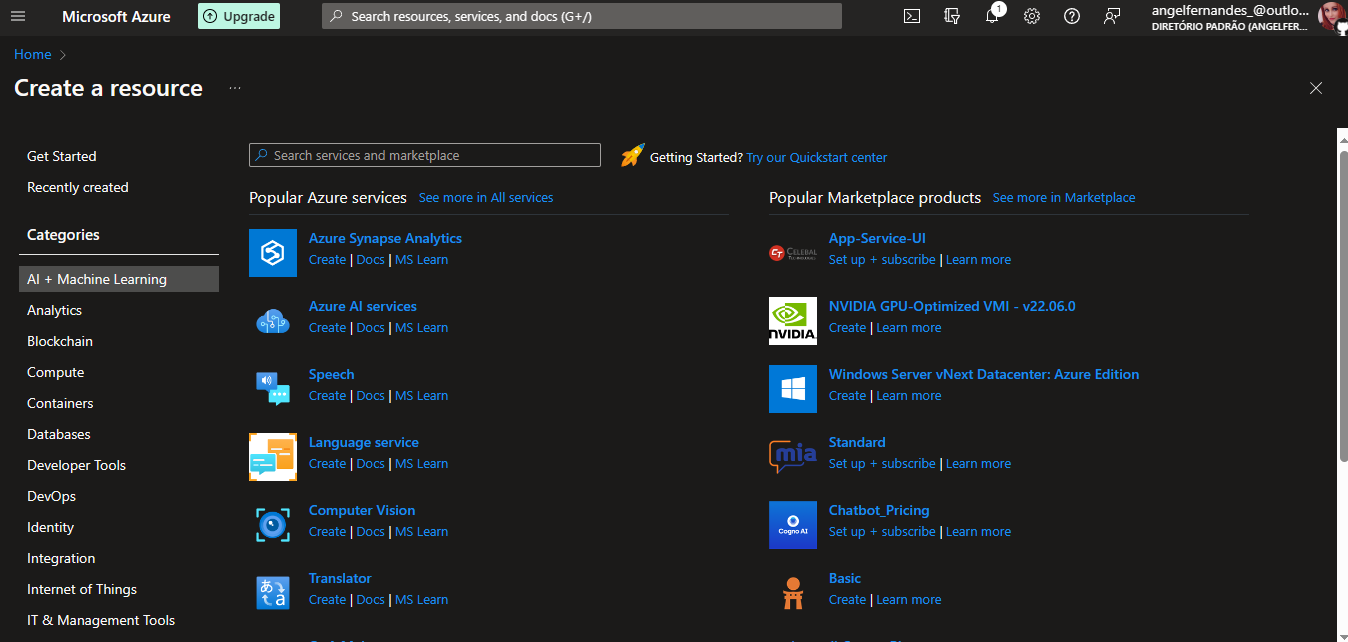 Microsoft Azure
Upgrade
Search resources, services, and docs (G+/)
1
angelfernandes_@outlo...
DIRETÓRIO PADRÃO (ANGELFER...
Home >
Create a resource ...
Get Started
Recently created
Categories
AI + Machine Learning
Analytics
Blockchain
Compute
Containers
Databases
Developer Tools
DevOps
Identity
Integration
Internet of Things
IT & Management Tools
Search services and marketplace
Getting Started? Try our Quickstart center
Popular Azure services See more in All services
Azure Synapse Analytics
Create | Docs | MS Learn
Azure AI services
Create | Docs | MS Learn
Speech
Create | Docs | MS Learn
Language service
Create | Docs | MS Learn
Computer Vision
Create | Docs | MS Learn
あ
a
Translator
Create | Docs | MS Learn
Popular Marketplace products See more in Marketplace
CT CELEBAL
App-Service-UI
Set up + subscribe | Learn more
NVIDIA.
NVIDIA GPU-Optimized VMI - v22.06.0
Create | Learn more
Windows Server vNext Datacenter: Azure Edition
Create | Learn more
mia
Standard
Set up + subscribe | Learn more
Cogno AI
Chatbot_Pricing
Set up + subscribe | Learn more
Basic
Create | Learn more